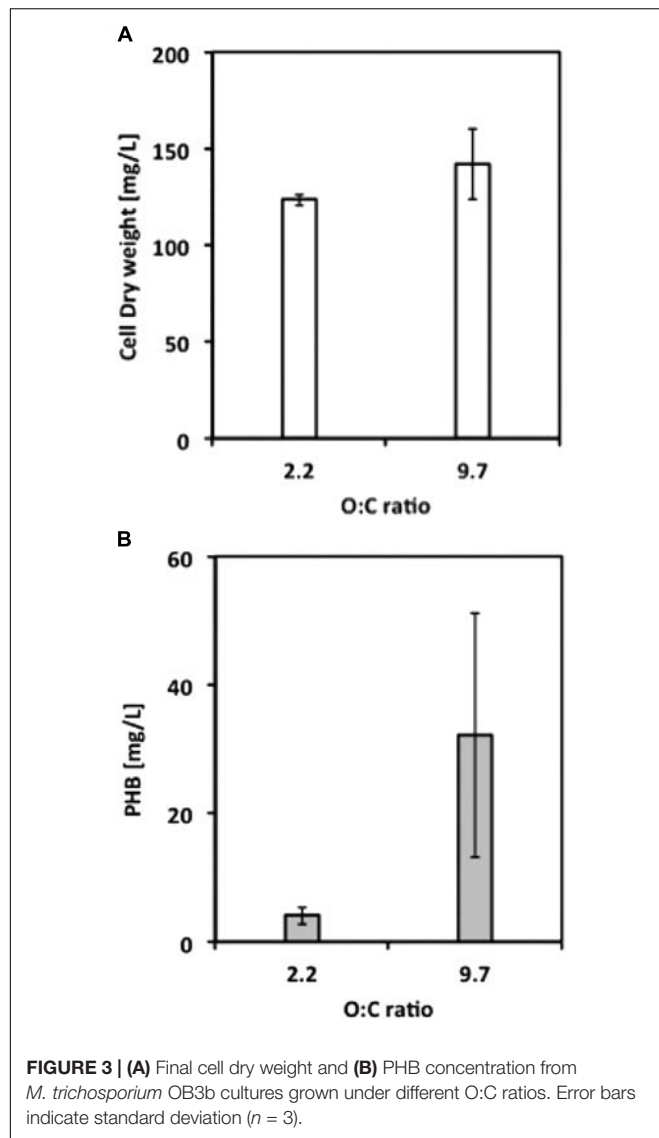 A
200
150
100
50
0
Cell Dry weight [mg/L]
2.2 9.7
O:C ratio
B
60
40
20
0
PHB [mg/L]
2.2 9.7
O:C ratio
FIGURE 3 | (A) Final cell dry weight and (B) PHB concentration from
M. trichosporium OB3b cultures grown under different O:C ratios. Error bars
indicate standard deviation (n = 3).